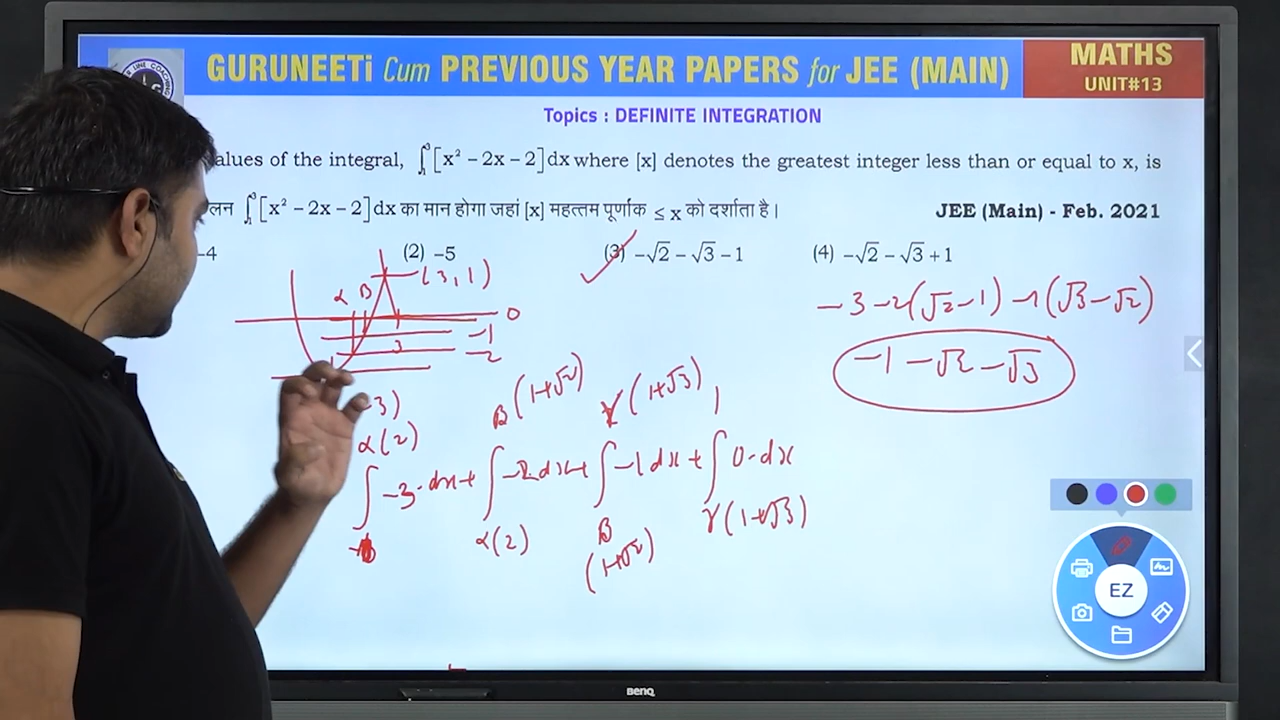 GURUNEETi Cum PREVIOUS YEAR PAPERS for JEE (MAIN)
MATHS
UNIT#13
Topics : DEFINITE INTEGRATION
alues of the integral, ∫₁³ [x² − 2x − 2] dx where [x] denotes the greatest integer less than or equal to x, is
लन ∫₁³ [x² − 2x − 2] dx का मान होगा जहां [x] महत्तम पूर्णांक ≤ x को दर्शाता है।
JEE (Main) - Feb. 2021
-4
(2) −5
(3) −√2 − √3 − 1
(4) −√2 − √3 + 1
(3,1)
α β
0
-1
-2
3
-3 -2(√2-1) -1(√3-√2)
-1 -√2 -√3
-3)
α(2)
β(1+√2)
γ(1+√3)
∫ -3·dx + ∫ -2dx + ∫ -1dx + ∫ 0·dx
α(2)
β
(1+√2)
γ(1+√3)
EZ
BENQ